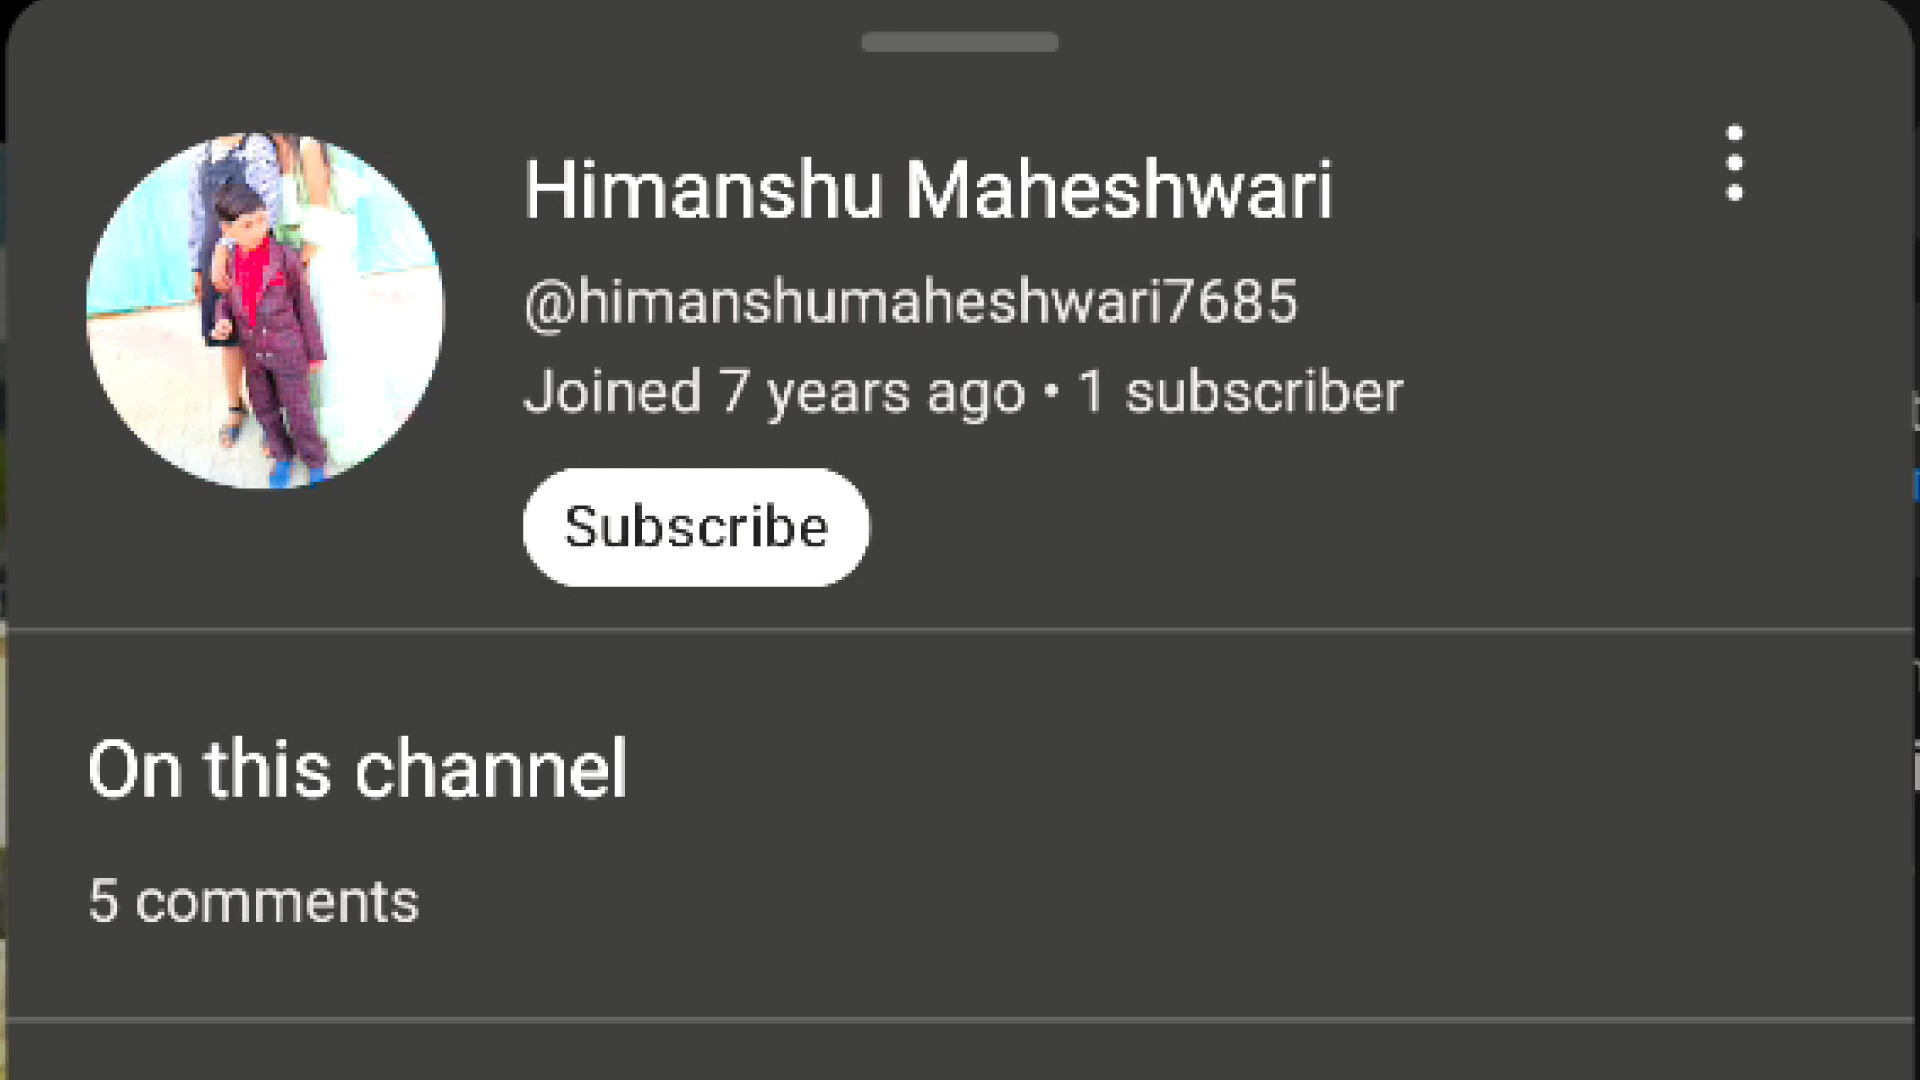 Himanshu Maheshwari
@himanshumaheshwari7685
Joined 7 years ago • 1 subscriber
Subscribe
On this channel
5 comments